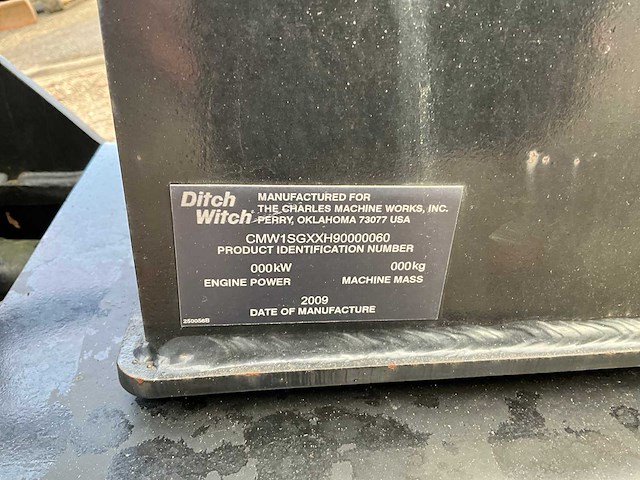 Ditch Witch
MANUFACTURED FOR
THE CHARLES MACHINE WORKS, INC.
PERRY, OKLAHOMA 73077 USA
CMW1SGXXH90000060
PRODUCT IDENTIFICATION NUMBER
000kW 000kg
ENGINE POWER MACHINE MASS
2009
DATE OF MANUFACTURE
250056B